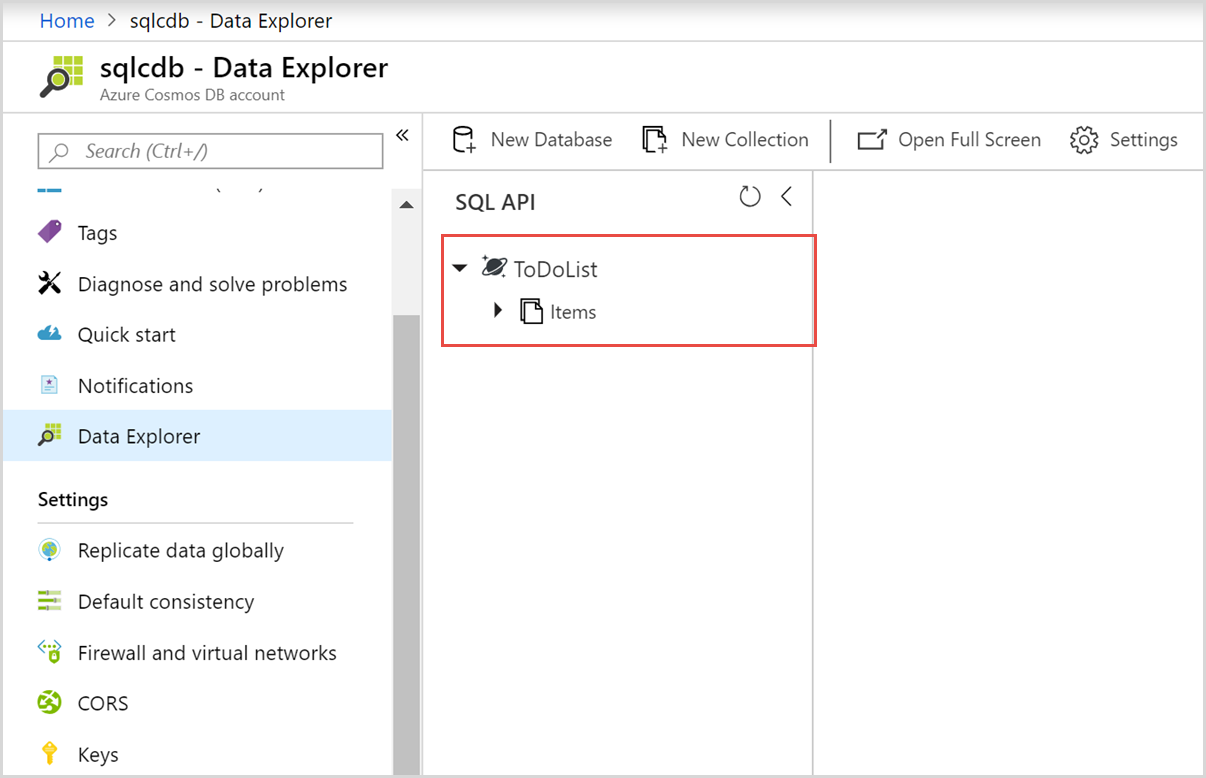 Home > sqlcdb - Data Explorer
sqlcdb - Data Explorer
Azure Cosmos DB account
Search (Ctrl+/)
Tags
Diagnose and solve problems
Quick start
Notifications
Data Explorer
Settings
Replicate data globally
Default consistency
Firewall and virtual networks
CORS
Keys
New Database
New Collection
Open Full Screen
Settings
SQL API
ToDoList
Items